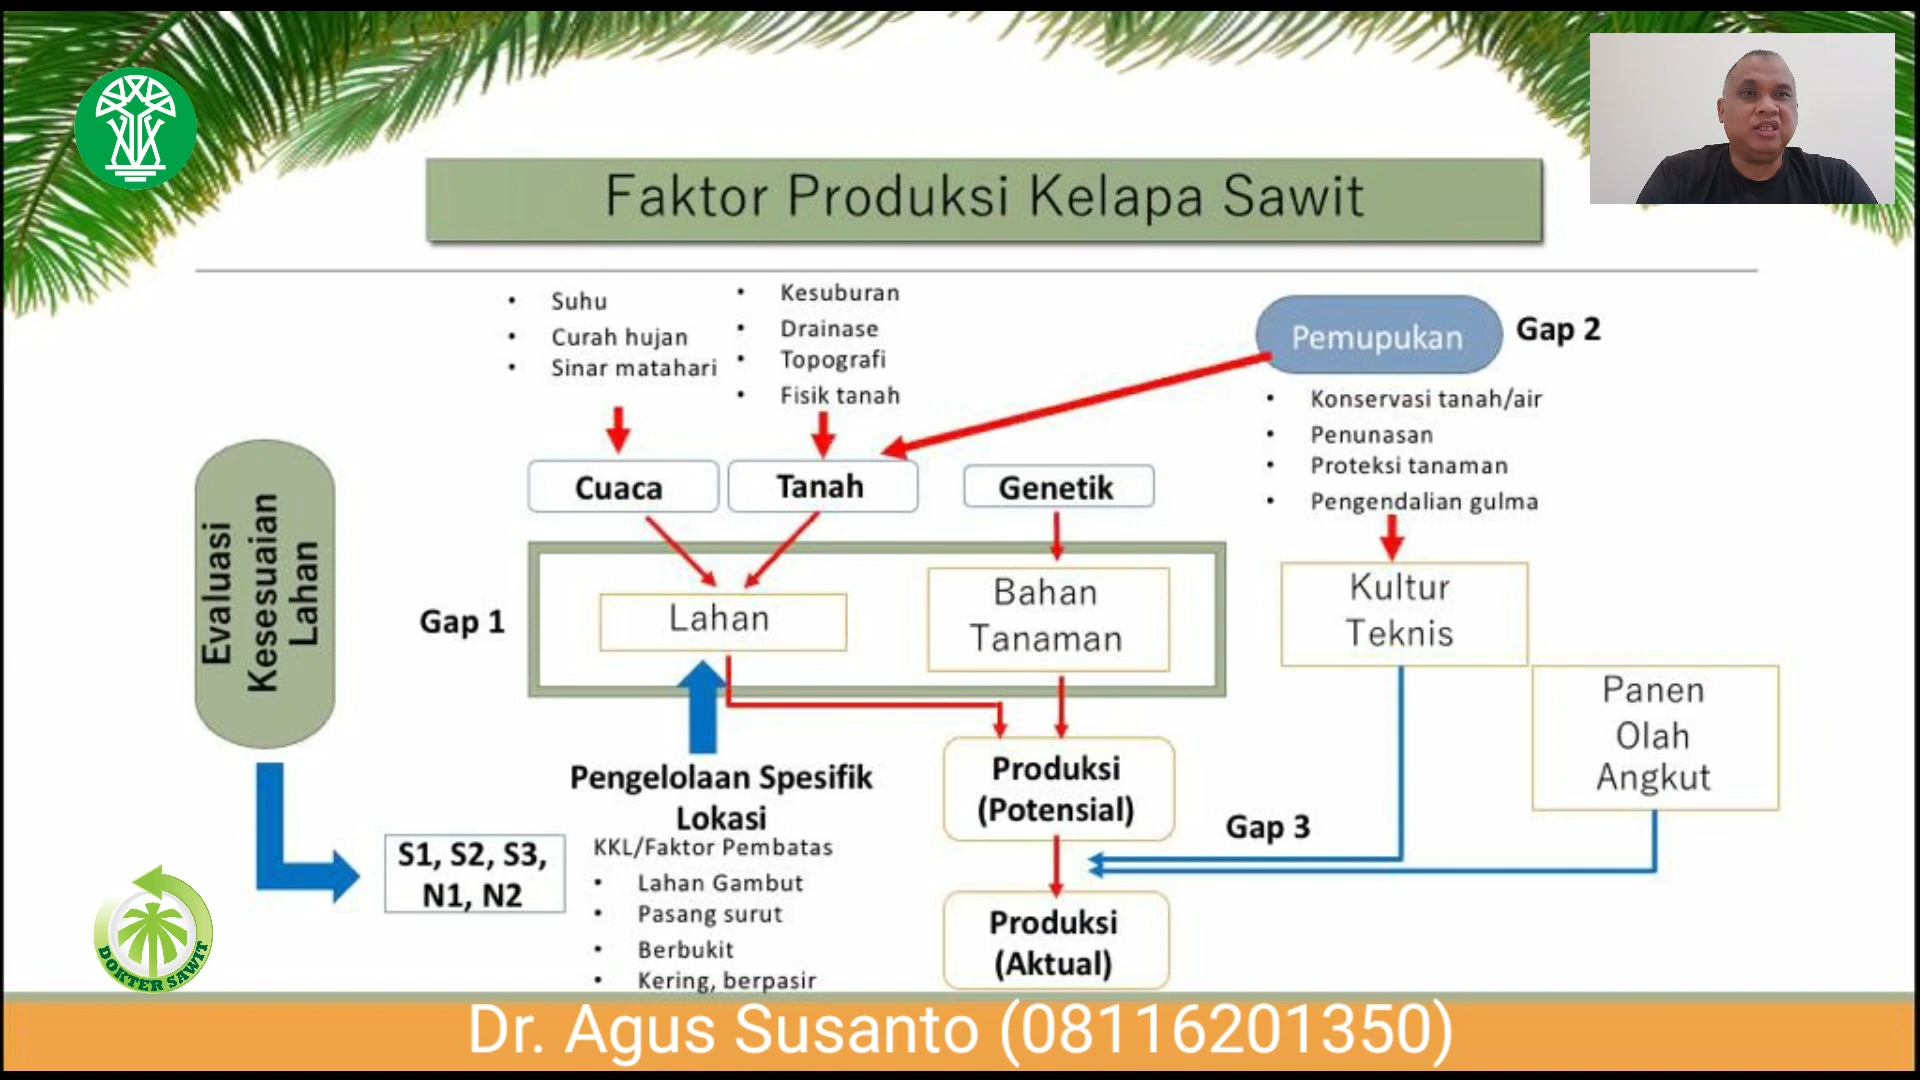 Faktor Produksi Kelapa Sawit
• Suhu
• Curah hujan
• Sinar matahari
• Kesuburan
• Drainase
• Topografi
• Fisik tanah
Pemupukan
Gap 2
• Konservasi tanah/air
• Penunasan
• Proteksi tanaman
• Pengendalian gulma
Cuaca
Tanah
Genetik
Evaluasi
Kesesuaian
Lahan
Gap 1
Lahan
Bahan
Tanaman
Kultur
Teknis
Panen
Olah
Angkut
Pengelolaan Spesifik
Lokasi
KKL/Faktor Pembatas
• Lahan Gambut
• Pasang surut
• Berbukit
• Kering, berpasir
Produksi
(Potensial)
Gap 3
S1, S2, S3,
N1, N2
Produksi
(Aktual)
DOKTER SAWIT
Dr. Agus Susanto (08116201350)